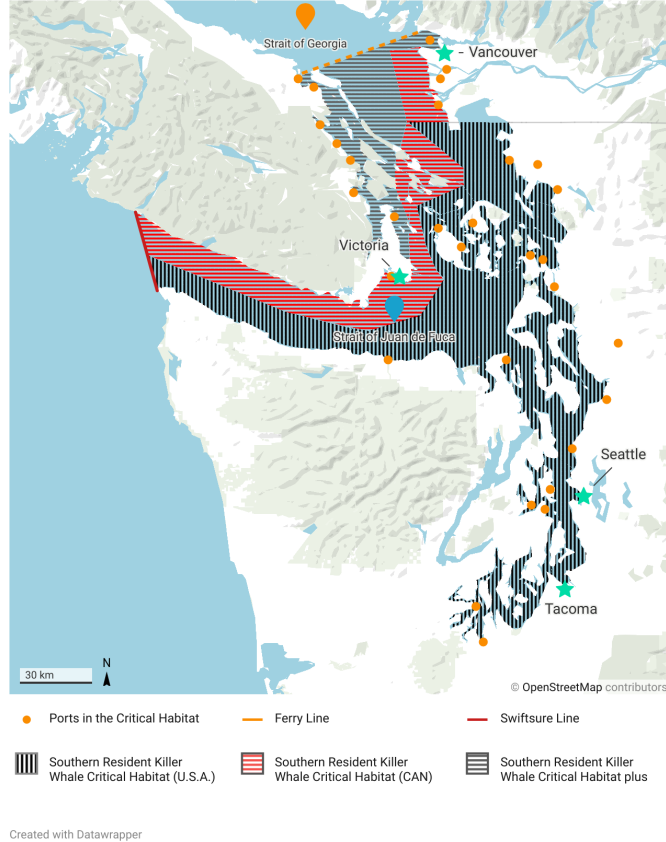 Strait of Georgia
- Vancouver
Victoria
Strait of Juan de Fuca
Seattle
Tacoma
30 km
N
© OpenStreetMap contributors
Ports in the Critical Habitat
Ferry Line
Swiftsure Line
Southern Resident Killer
Whale Critical Habitat (U.S.A.)
Southern Resident Killer
Whale Critical Habitat (CAN)
Southern Resident Killer
Whale Critical Habitat plus
Created with Datawrapper